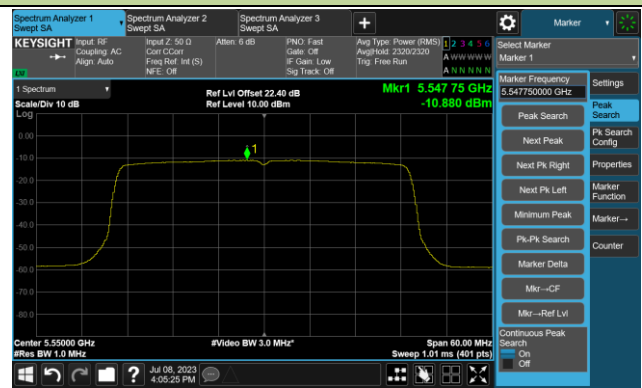 Spectrum Analyzer 1
Swept SA
Spectrum Analyzer 2
Swept SA
Spectrum Analyzer 3
Swept SA
+
Marker
KEYSIGHT
Input: RF
Coupling: AC
Align: Auto
Input Z: 50 Ω
Corr CCorr
Freq Ref: Int (S)
NFE: Off
Atten: 6 dB
PNO: Fast
Gate: Off
IF Gain: Low
Sig Track: Off
Avg Type: Power (RMS)
Avg|Hold: 2320/2320
Trig: Free Run
1 2 3 4 5 6
A W W W W W
A N N N N N
Select Marker
Marker 1
1 Spectrum
Scale/Div 10 dB
Log
Ref Lvl Offset 22.40 dB
Ref Level 10.00 dBm
Mkr1 5.547 75 GHz
-10.880 dBm
0.00
-10.0
-20.0
-30.0
-40.0
-50.0
-60.0
-70.0
-80.0
1
Center 5.55000 GHz
#Res BW 1.0 MHz
#Video BW 3.0 MHz*
Span 60.00 MHz
Sweep 1.01 ms (401 pts)
Marker Frequency
5.547750000 GHz
Peak Search
Next Peak
Next Pk Right
Next Pk Left
Minimum Peak
Pk-Pk Search
Marker Delta
Mkr→CF
Mkr→Ref Lvl
Continuous Peak
Search
On
Off
Settings
Peak
Search
Pk Search
Config
Properties
Marker
Function
Marker→
Counter
?
Jul 08, 2023
4:05:25 PM